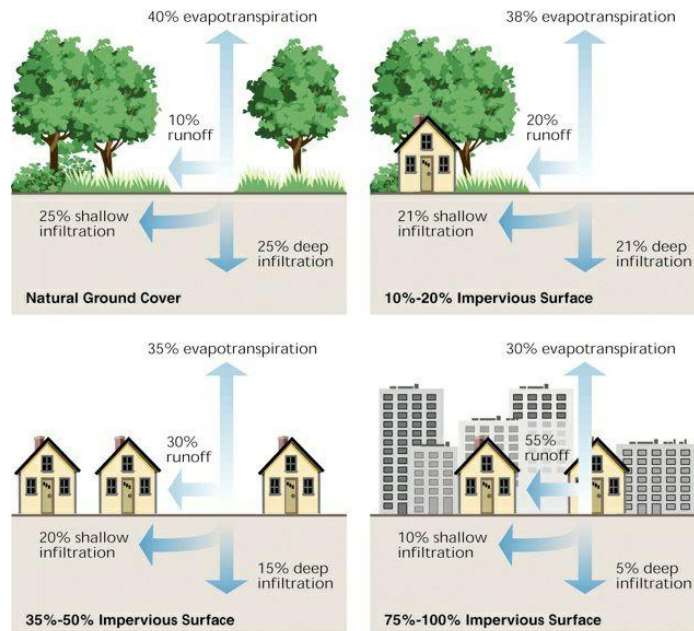 40% evapotranspiration
10%
runoff
25% shallow
infiltration
25% deep
infiltration
Natural Ground Cover
38% evapotranspiration
20%
runoff
21% shallow
infiltration
21% deep
infiltration
10%-20% Impervious Surface
35% evapotranspiration
30%
runoff
20% shallow
infiltration
15% deep
infiltration
35%-50% Impervious Surface
30% evapotranspiration
55%
runoff
10% shallow
infiltration
5% deep
infiltration
75%-100% Impervious Surface